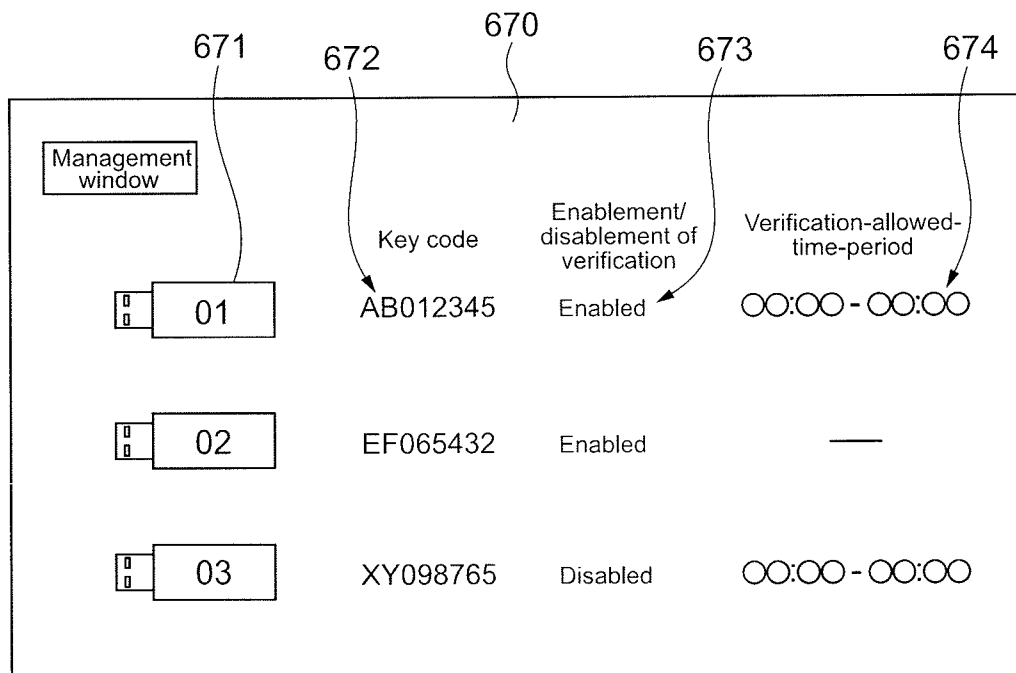 670
671
672
673
674
Management
window
Key code
Enablement/
disablement of
verification
Verification-allowed-
time-period
01 AB012345 Enabled ○○:○○ - ○○:○○
02 EF065432 Enabled —
03 XY098765 Disabled ○○:○○ - ○○:○○